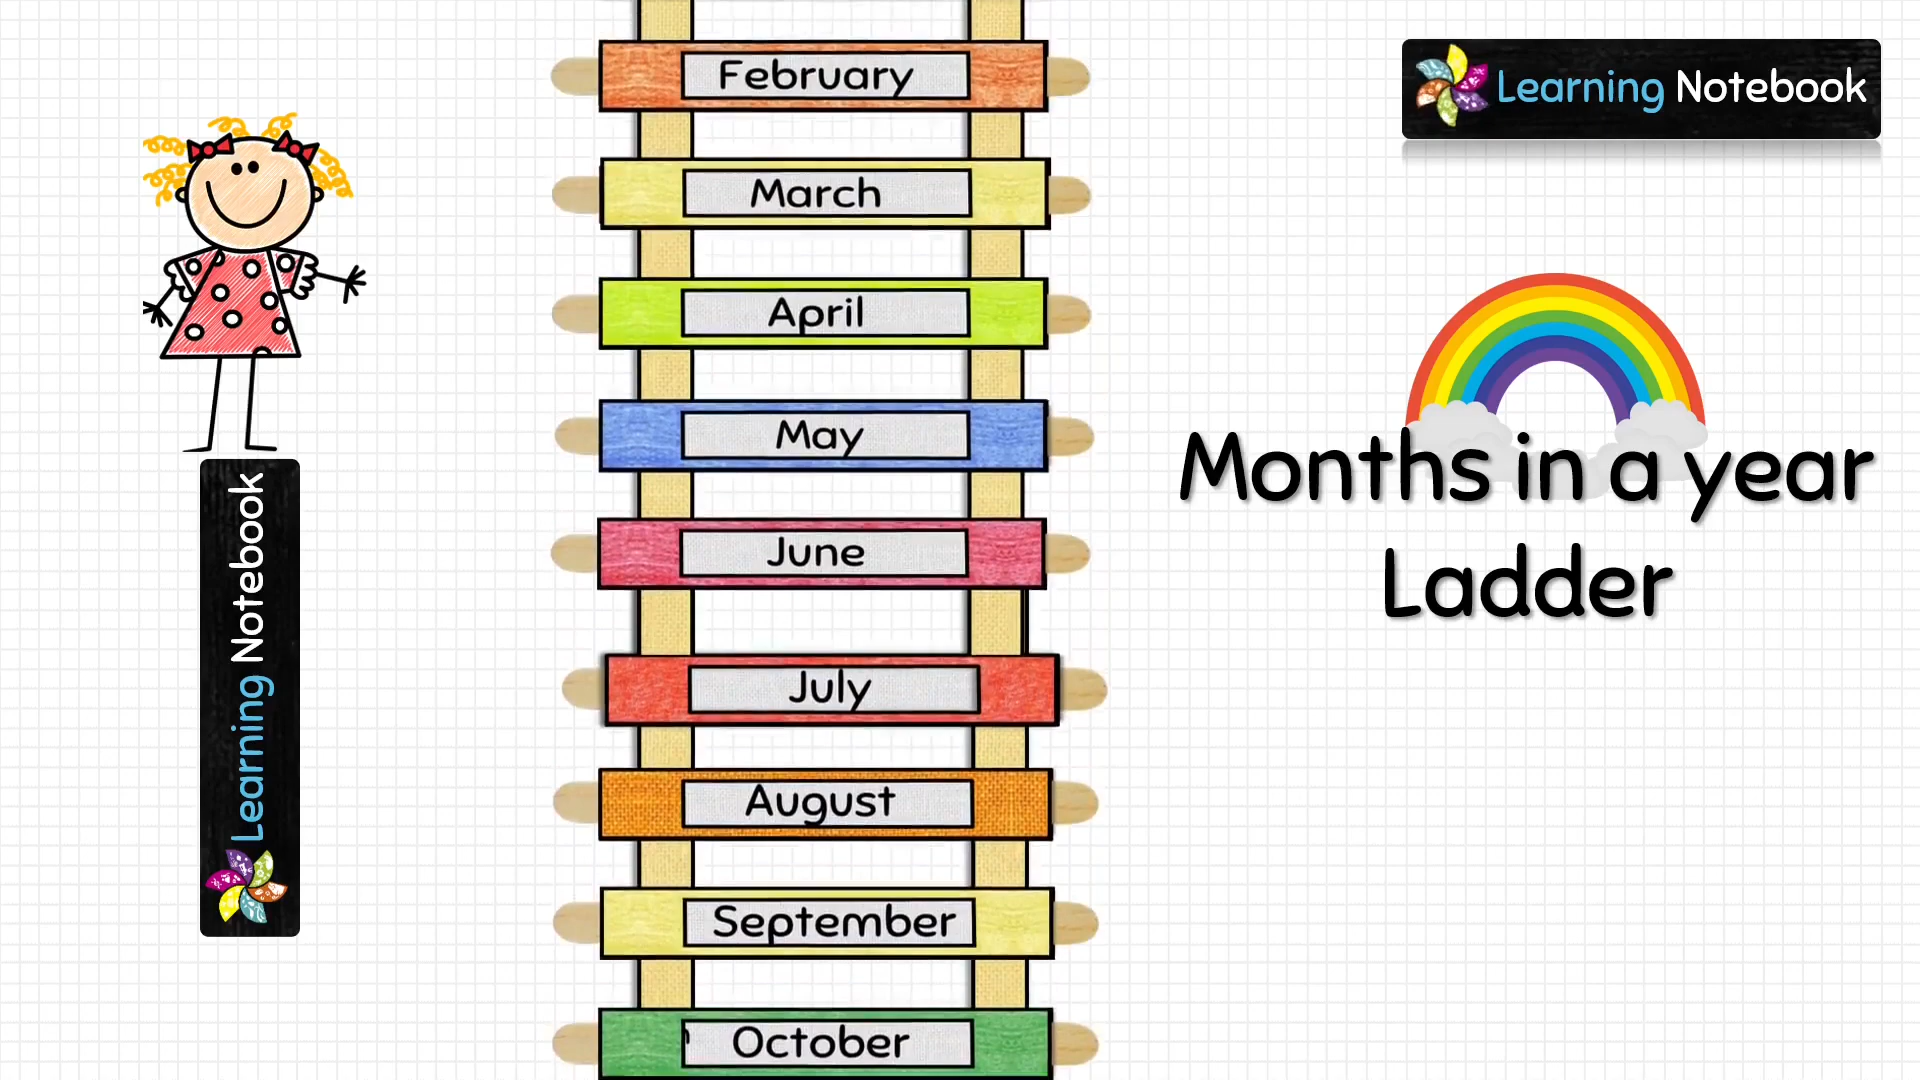 February
March
April
May
June
July
August
September
October
Learning Notebook
Months in a year
Ladder
Learning Notebook